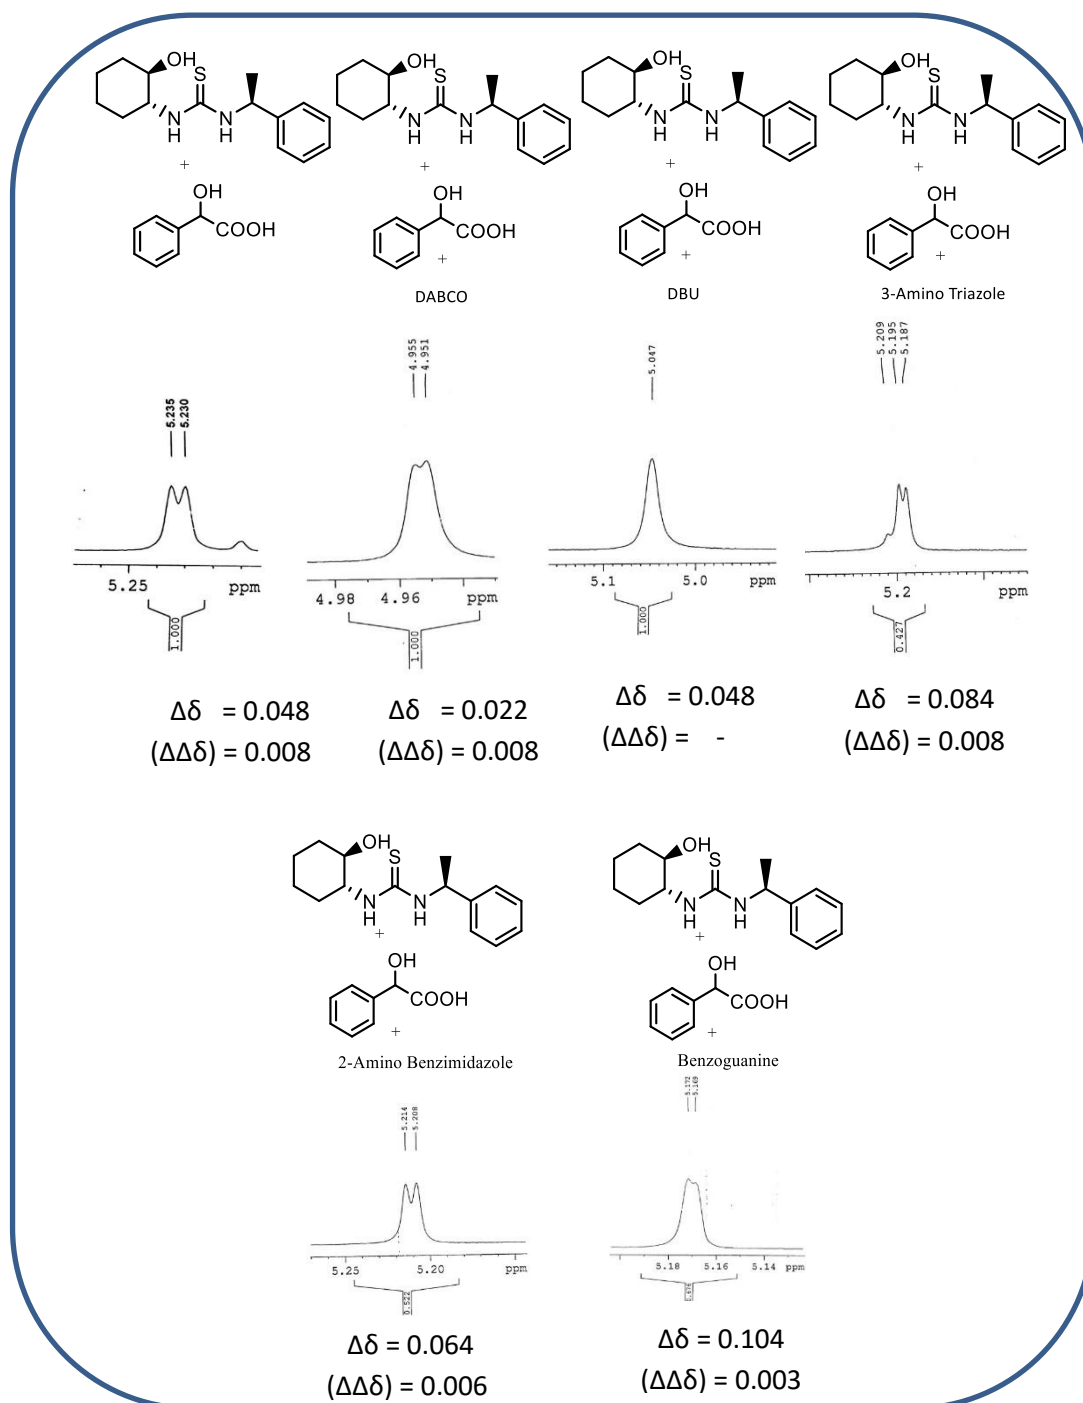 OH S N H N H
OH S N H N H
OH S N H N H
OH S N H N H
+
+
+
+
OH COOH
OH COOH
+
OH COOH
+
OH COOH
+
DABCO
DBU
3-Amino Triazole
5.235
5.230
4.955
4.951
5.047
5.209
5.195
5.187
5.25 ppm
4.98 4.96 ppm
5.1 5.0 ppm
5.2 ppm
1.000
1.000
1.000
0.427
Δδ = 0.048
(ΔΔδ) = 0.008
Δδ = 0.022
(ΔΔδ) = 0.008
Δδ = 0.048
(ΔΔδ) = -
Δδ = 0.084
(ΔΔδ) = 0.008
OH S N H N H
OH S N H N H
+
+
OH COOH
+
OH COOH
+
2-Amino Benzimidazole
Benzoguanine
5.214
5.208
5.172
5.169
5.25 5.20 ppm
5.18 5.16 5.14 ppm
0.522
Δδ = 0.064
(ΔΔδ) = 0.006
Δδ = 0.104
(ΔΔδ) = 0.003